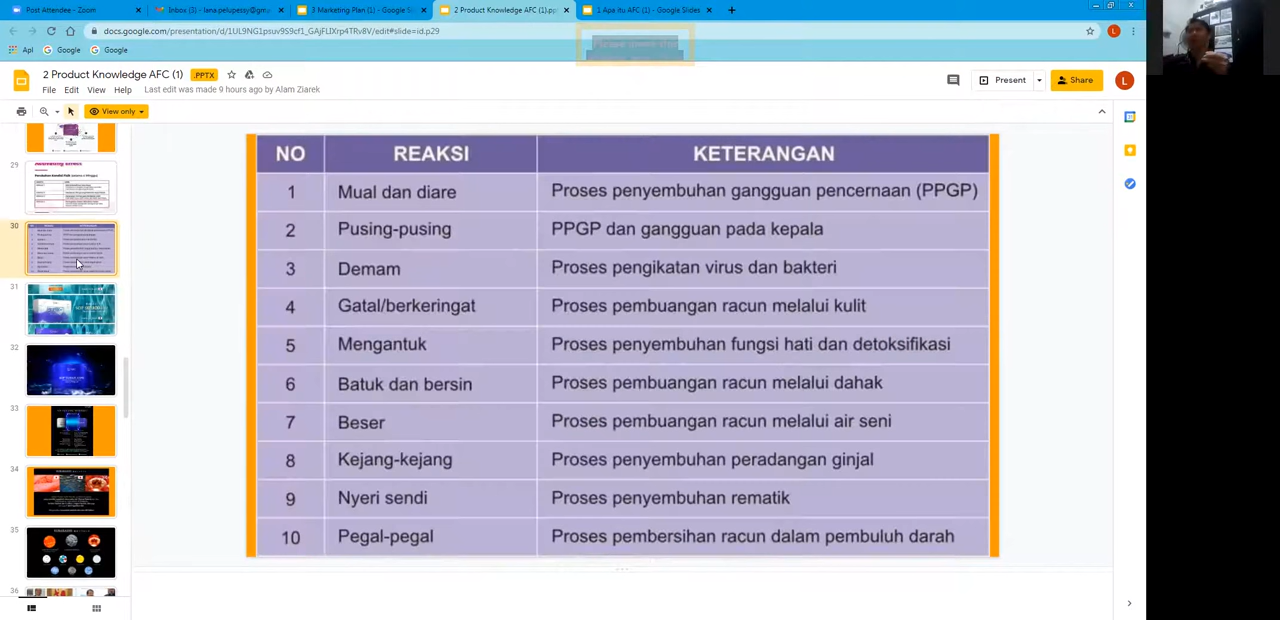 Post Attendee - Zoom
Inbox (3) - lana.pelupessy@gma
3 Marketing Plan (1) - Google Sl
2 Product Knowledge AFC (1).pp
1 Apa itu AFC (1) - Google Slides
docs.google.com/presentation/d/1UL9NG1psuv9S9cf1_GAjFLIXrp4TRv8V/edit#slide=id.p29
Apl
Google
Google
2 Product Knowledge AFC (1)
.PPTX
File Edit View Help
Last edit was made 9 hours ago by Alam Ziarek
Present
Share
L
View only
29
30
31
32
33
34
35
36
NO REAKSI KETERANGAN
1 Mual dan diare Proses penyembuhan gangguan pencernaan (PPGP)
2 Pusing-pusing PPGP dan gangguan pada kepala
3 Demam Proses pengikatan virus dan bakteri
4 Gatal/berkeringat Proses pembuangan racun melalui kulit
5 Mengantuk Proses penyembuhan fungsi hati dan detoksifikasi
6 Batuk dan bersin Proses pembuangan racun melalui dahak
7 Beser Proses pembuangan racun melalui air seni
8 Kejang-kejang Proses penyembuhan peradangan ginjal
9 Nyeri sendi Proses penyembuhan rematik
10 Pegal-pegal Proses pembersihan racun dalam pembuluh darah